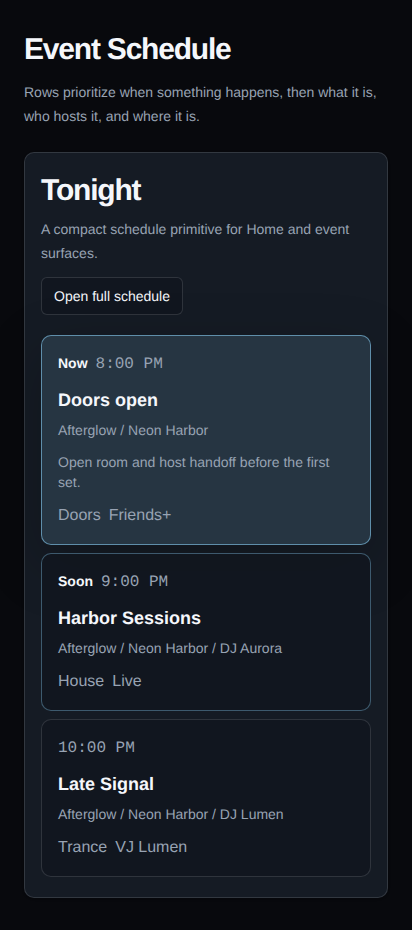 Event Schedule
Rows prioritize when something happens, then what it is,
who hosts it, and where it is.
Tonight
A compact schedule primitive for Home and event
surfaces.
Open full schedule
Now 8:00 PM
Doors open
Afterglow / Neon Harbor
Open room and host handoff before the first
set.
Doors Friends+
Soon 9:00 PM
Harbor Sessions
Afterglow / Neon Harbor / DJ Aurora
House Live
10:00 PM
Late Signal
Afterglow / Neon Harbor / DJ Lumen
Trance VJ Lumen